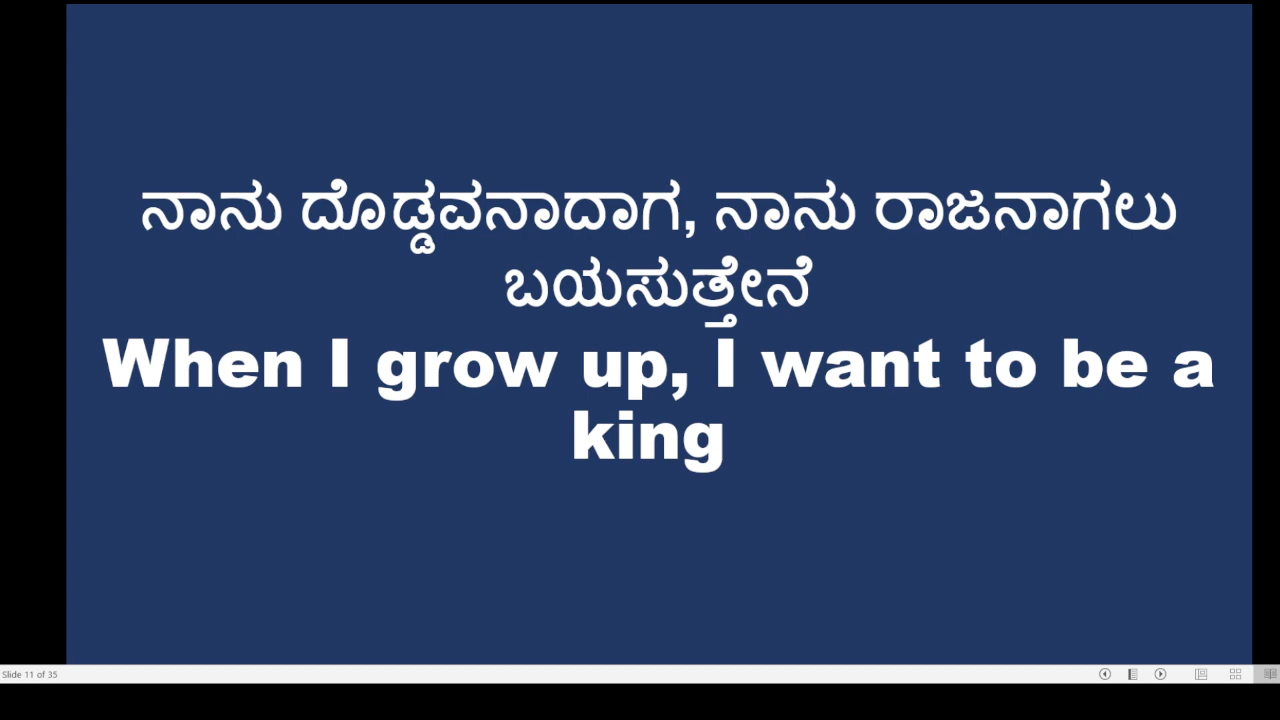 ನಾನು ದೊಡ್ಡವನಾದಾಗ, ನಾನು ರಾಜನಾಗಲು
ಬಯಸುತ್ತೇನೆ
When I grow up, I want to be a
king
Slide 11 of 35